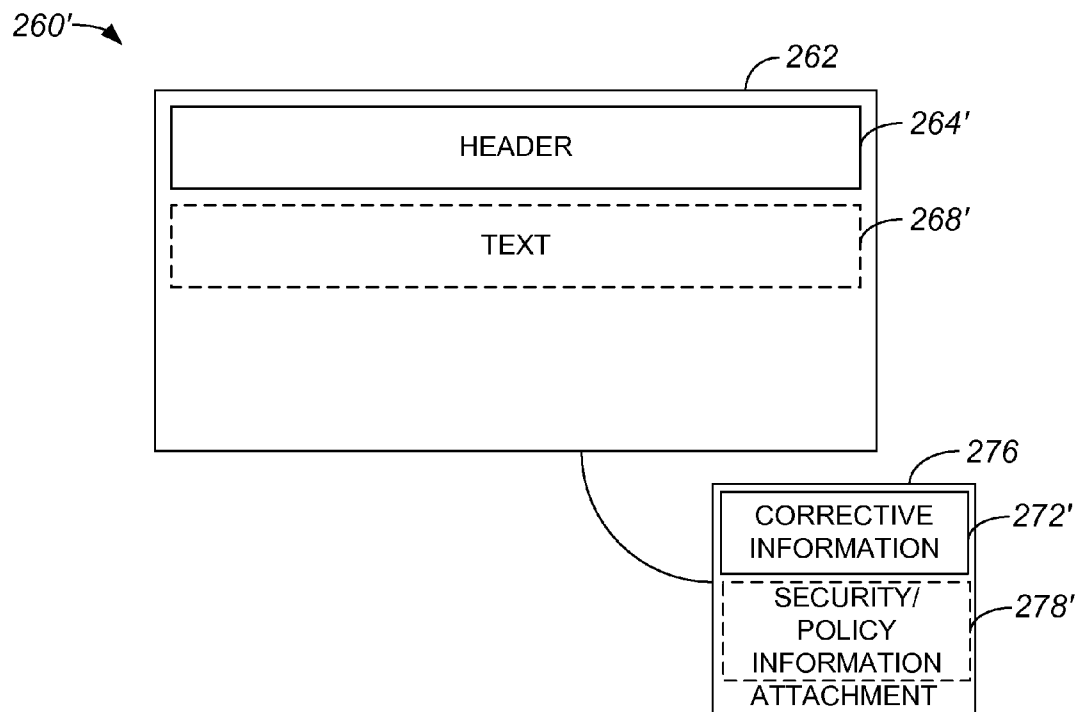 260'
262
HEADER
264'
TEXT
268'
276
CORRECTIVE
INFORMATION
272'
SECURITY/
POLICY
INFORMATION
278'
ATTACHMENT